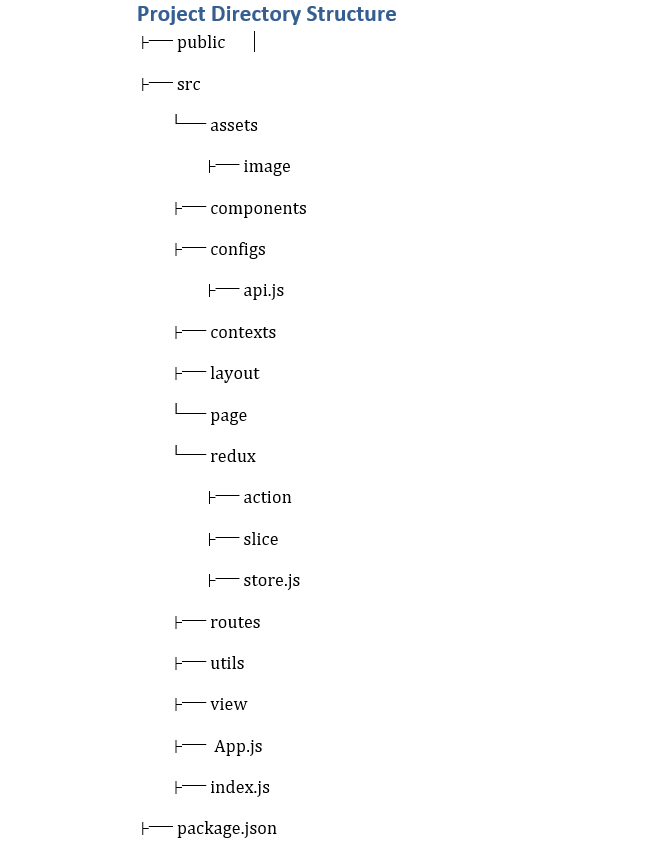 Project Directory Structure
├── public
├── src
└── assets
├── image
├── components
├── configs
├── api.js
├── contexts
├── layout
└── page
└── redux
├── action
├── slice
├── store.js
├── routes
├── utils
├── view
├── App.js
├── index.js
├── package.json